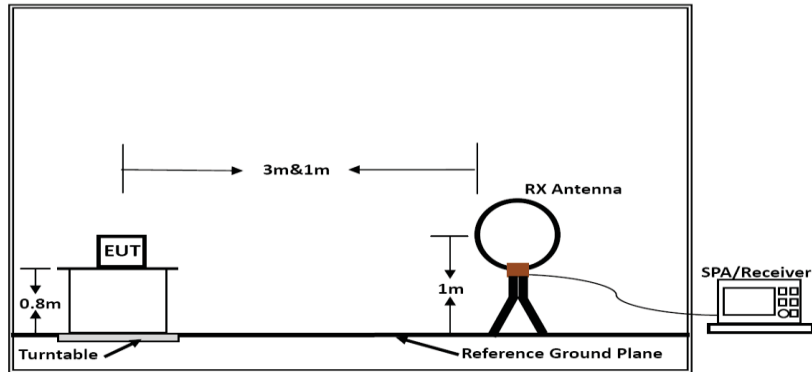 3m&1m
RX Antenna
EUT
SPA/Receiver
0.8m
1m
Turntable
Reference Ground Plane